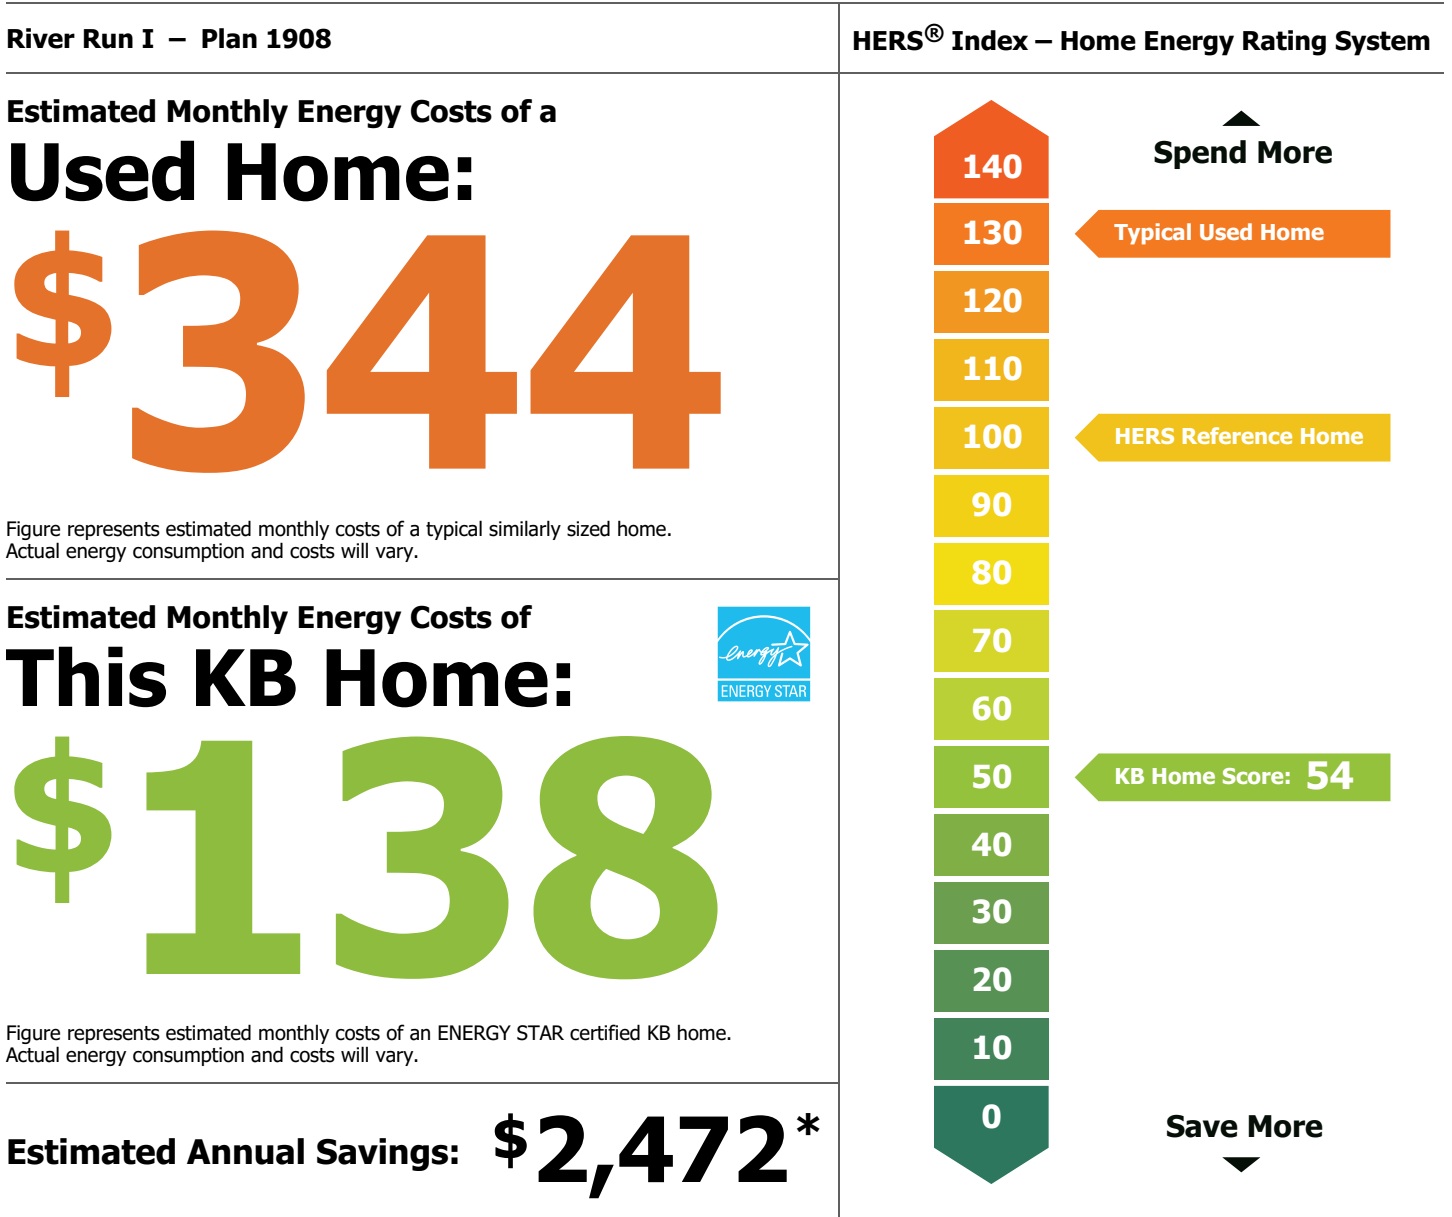 River Run I – Plan 1908
HERS® Index – Home Energy Rating System
Estimated Monthly Energy Costs of a
Used Home:
$344
Figure represents estimated monthly costs of a typical similarly sized home.
Actual energy consumption and costs will vary.
Estimated Monthly Energy Costs of
This KB Home:
energy
ENERGY STAR
$138
Figure represents estimated monthly costs of an ENERGY STAR certified KB home.
Actual energy consumption and costs will vary.
Estimated Annual Savings: $2,472*
Spend More
140
130
Typical Used Home
120
110
100
HERS Reference Home
90
80
70
60
50
KB Home Score: 54
40
30
20
10
0
Save More